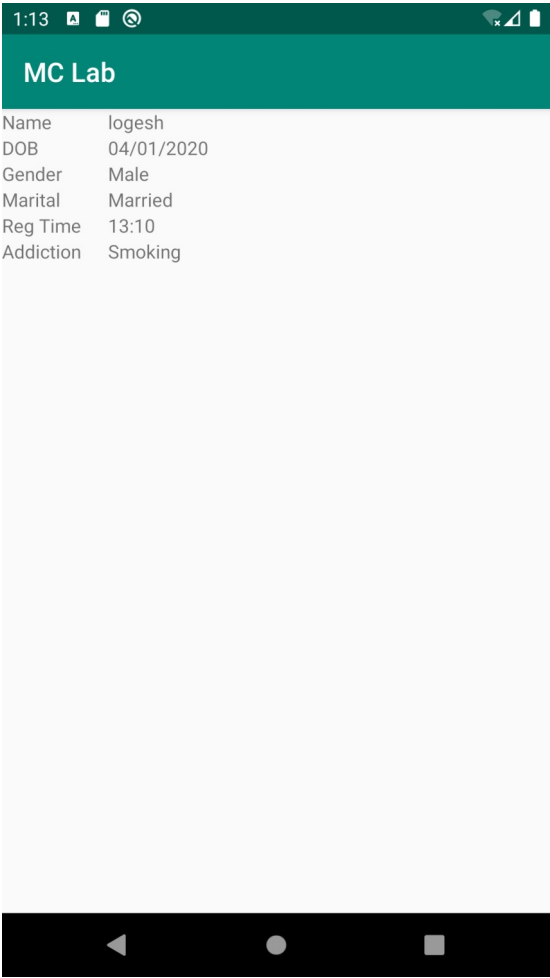 1:13
MC Lab
Name logesh
DOB 04/01/2020
Gender Male
Marital Married
Reg Time 13:10
Addiction Smoking